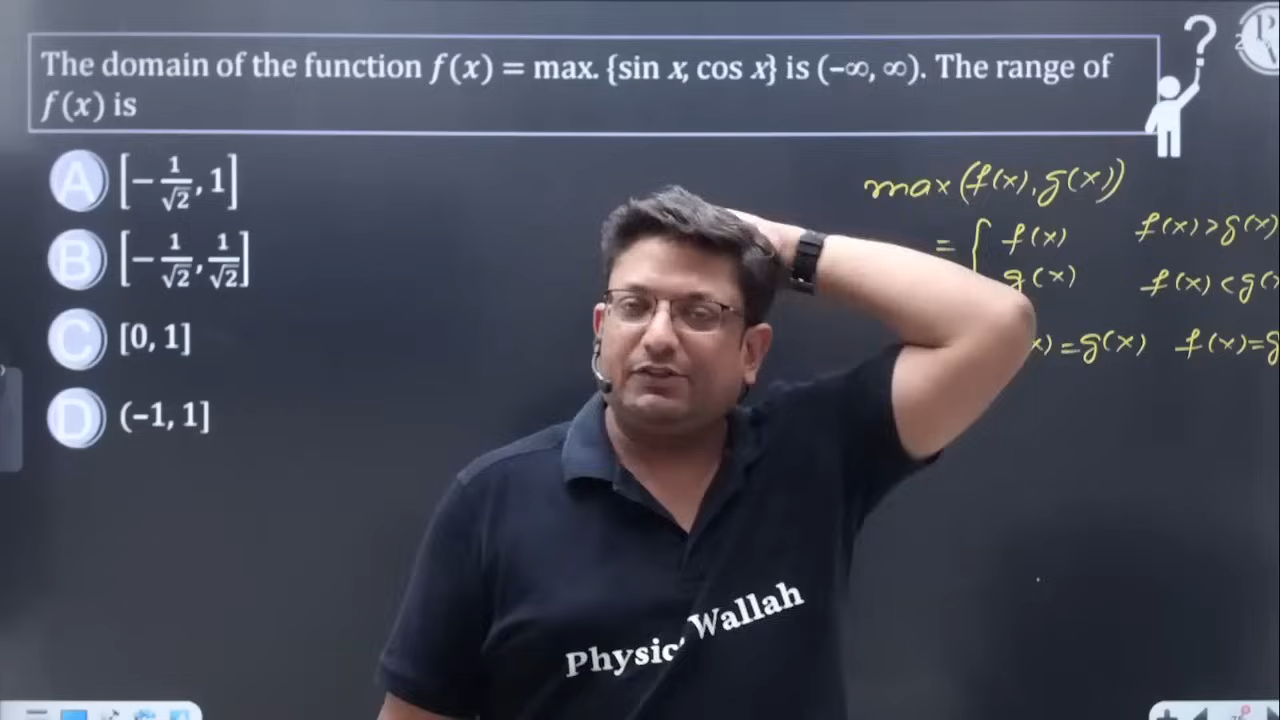 The domain of the function f(x) = max. {sin x, cos x} is (−∞, ∞). The range of
f(x) is
A [−1/√2, 1]
B [−1/√2, 1/√2]
C [0, 1]
D (−1, 1]
max (f(x), g(x))
= { f(x) f(x) > g(x)
g(x) f(x) < g(
x) = g(x) f(x) = g
?
P
Physic Wallah